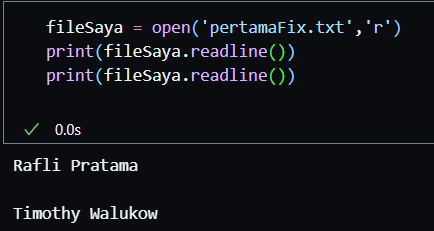 fileSaya = open('pertamaFix.txt','r')
print(fileSaya.readline())
print(fileSaya.readline())
0.0s
Rafli Pratama
Timothy Walukow